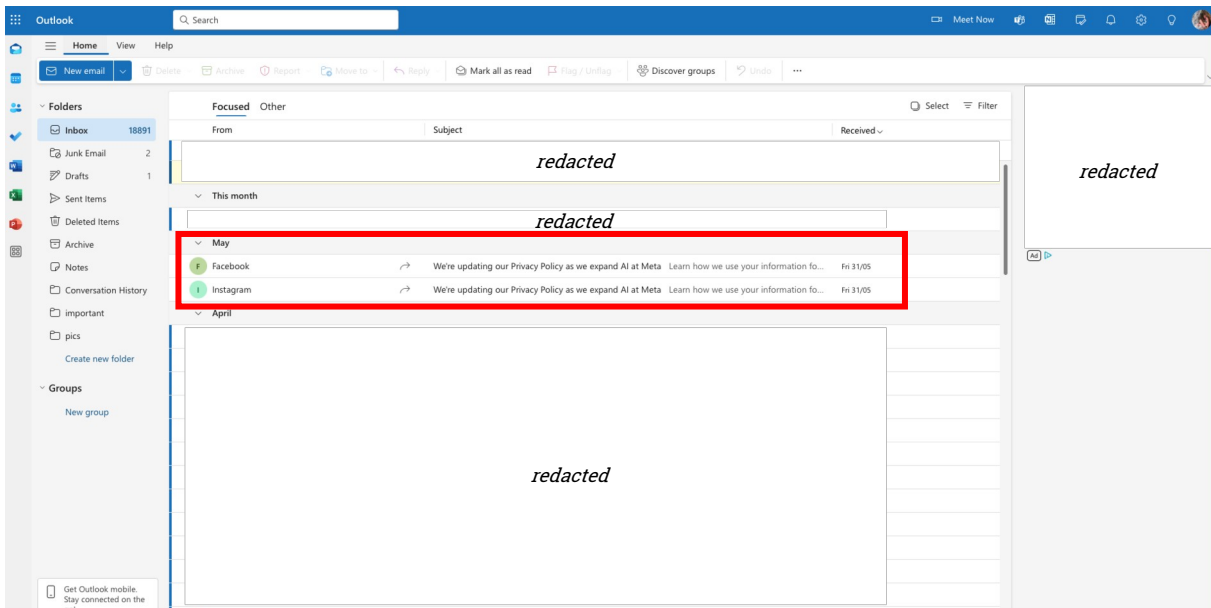 Outlook
Search
Meet Now
Home View Help
New email Delete Archive Report Move to Reply Mark all as read Flag / Unflag Discover groups Undo ...
Folders
Focused Other
Select Filter
Inbox 18891
From Subject Received
Junk Email 2
redacted
Drafts 1
redacted
Sent Items
This month
Deleted Items
redacted
Archive
May
Ad
Notes
F Facebook We're updating our Privacy Policy as we expand AI at Meta Learn how we use your information fo... Fri 31/05
Conversation History
I Instagram We're updating our Privacy Policy as we expand AI at Meta Learn how we use your information fo... Fri 31/05
important
April
pics
Create new folder
Groups
New group
redacted
Get Outlook mobile.
Stay connected on the